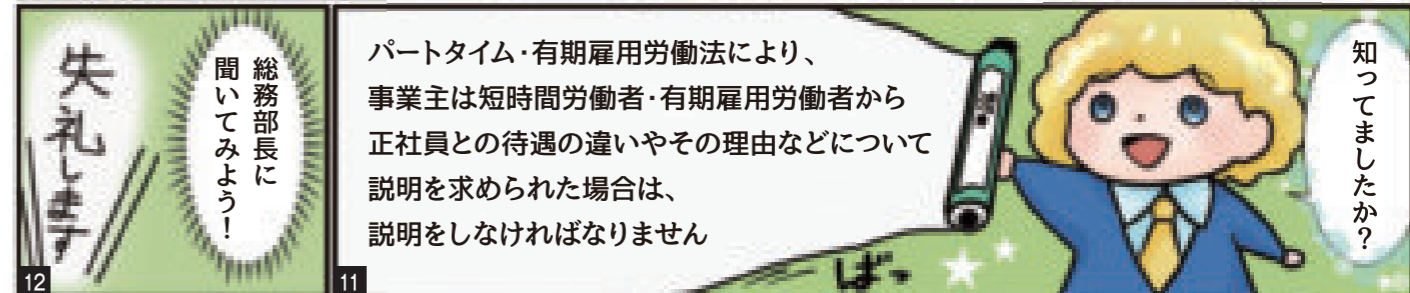 知ってましたか?
パートタイム・有期雇用労働法により、
事業主は短時間労働者・有期雇用労働者から
正社員との待遇の違いやその理由などについて
説明を求められた場合は、
説明をしなければなりません
ばっ
11
総務部長に
聞いてみよう!
失礼します
12